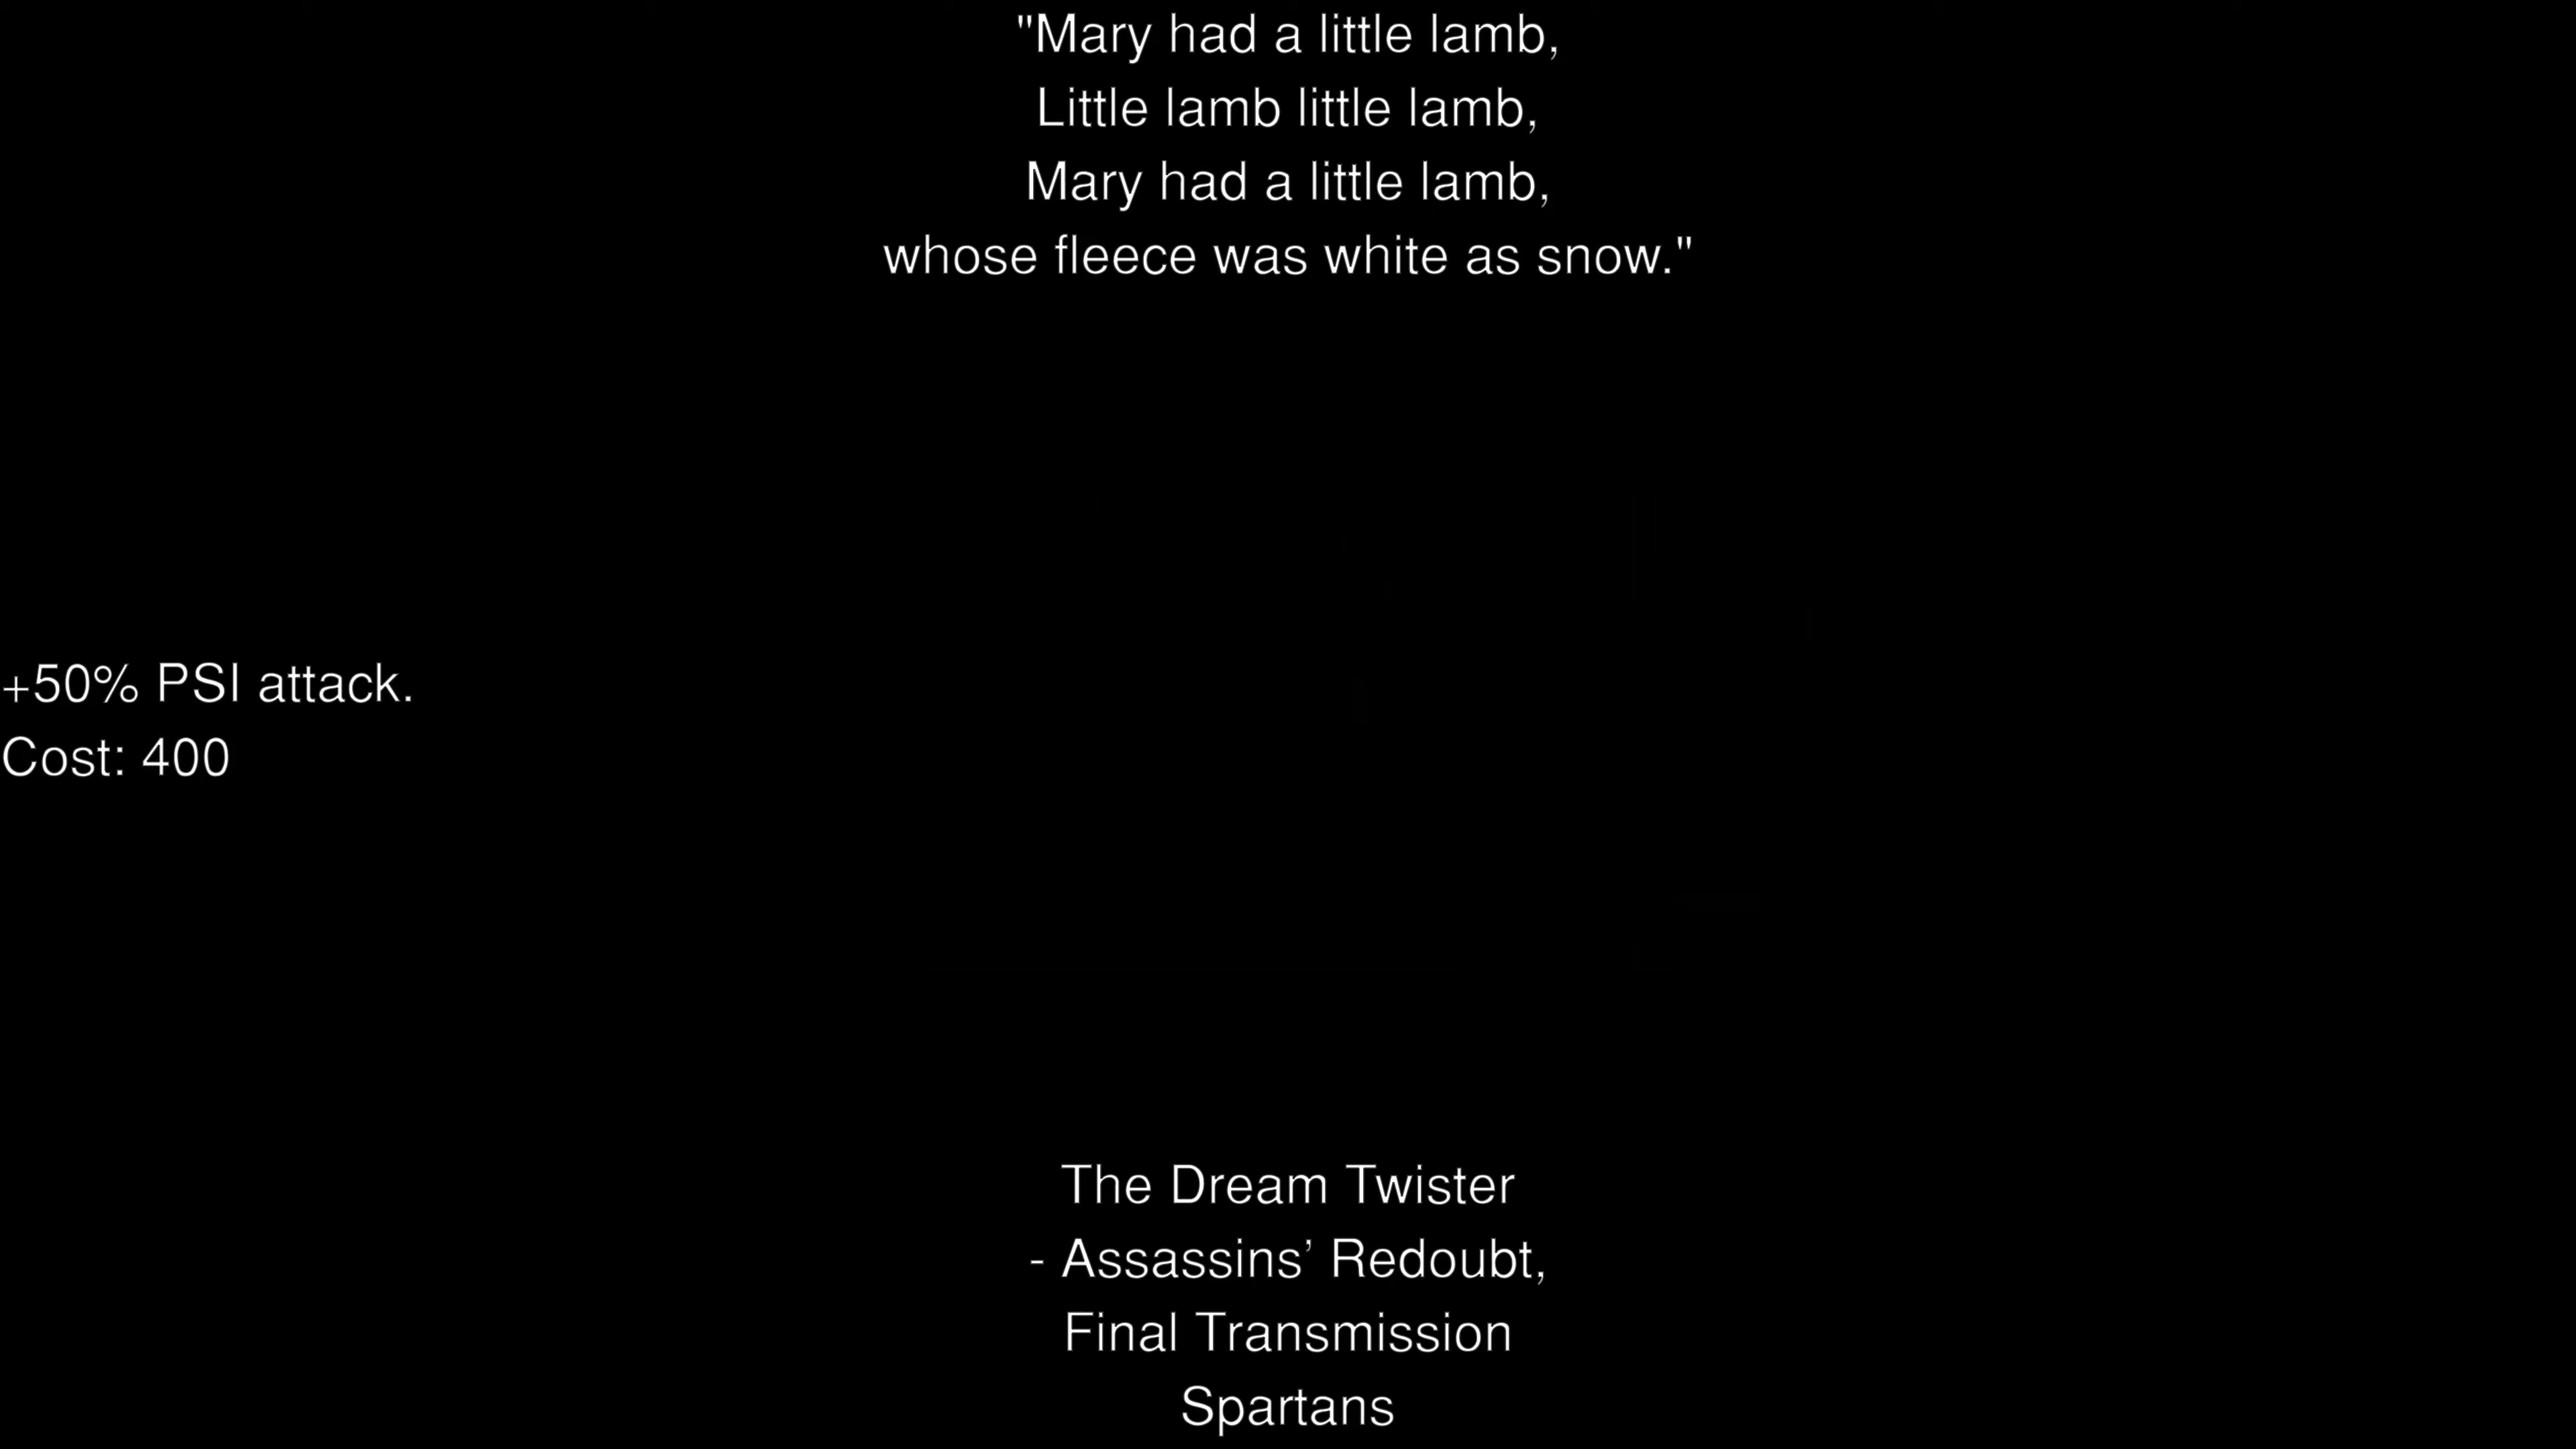 "Mary had a little lamb,
Little lamb little lamb,
Mary had a little lamb,
whose fleece was white as snow."
+50% PSI attack.
Cost: 400
The Dream Twister
- Assassins’ Redoubt,
Final Transmission
Spartans